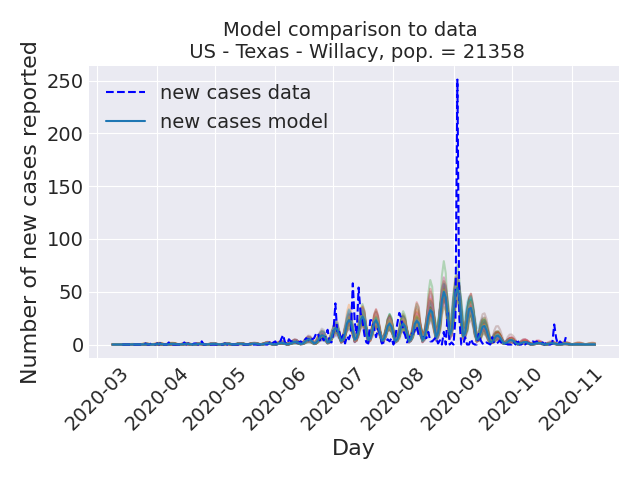 Model comparison to data
US - Texas - Willacy, pop. = 21358
Number of new cases reported
250
200
150
100
50
0
new cases data
new cases model
2020-03
2020-04
2020-05
2020-06
2020-07
2020-08
2020-09
2020-10
2020-11
Day